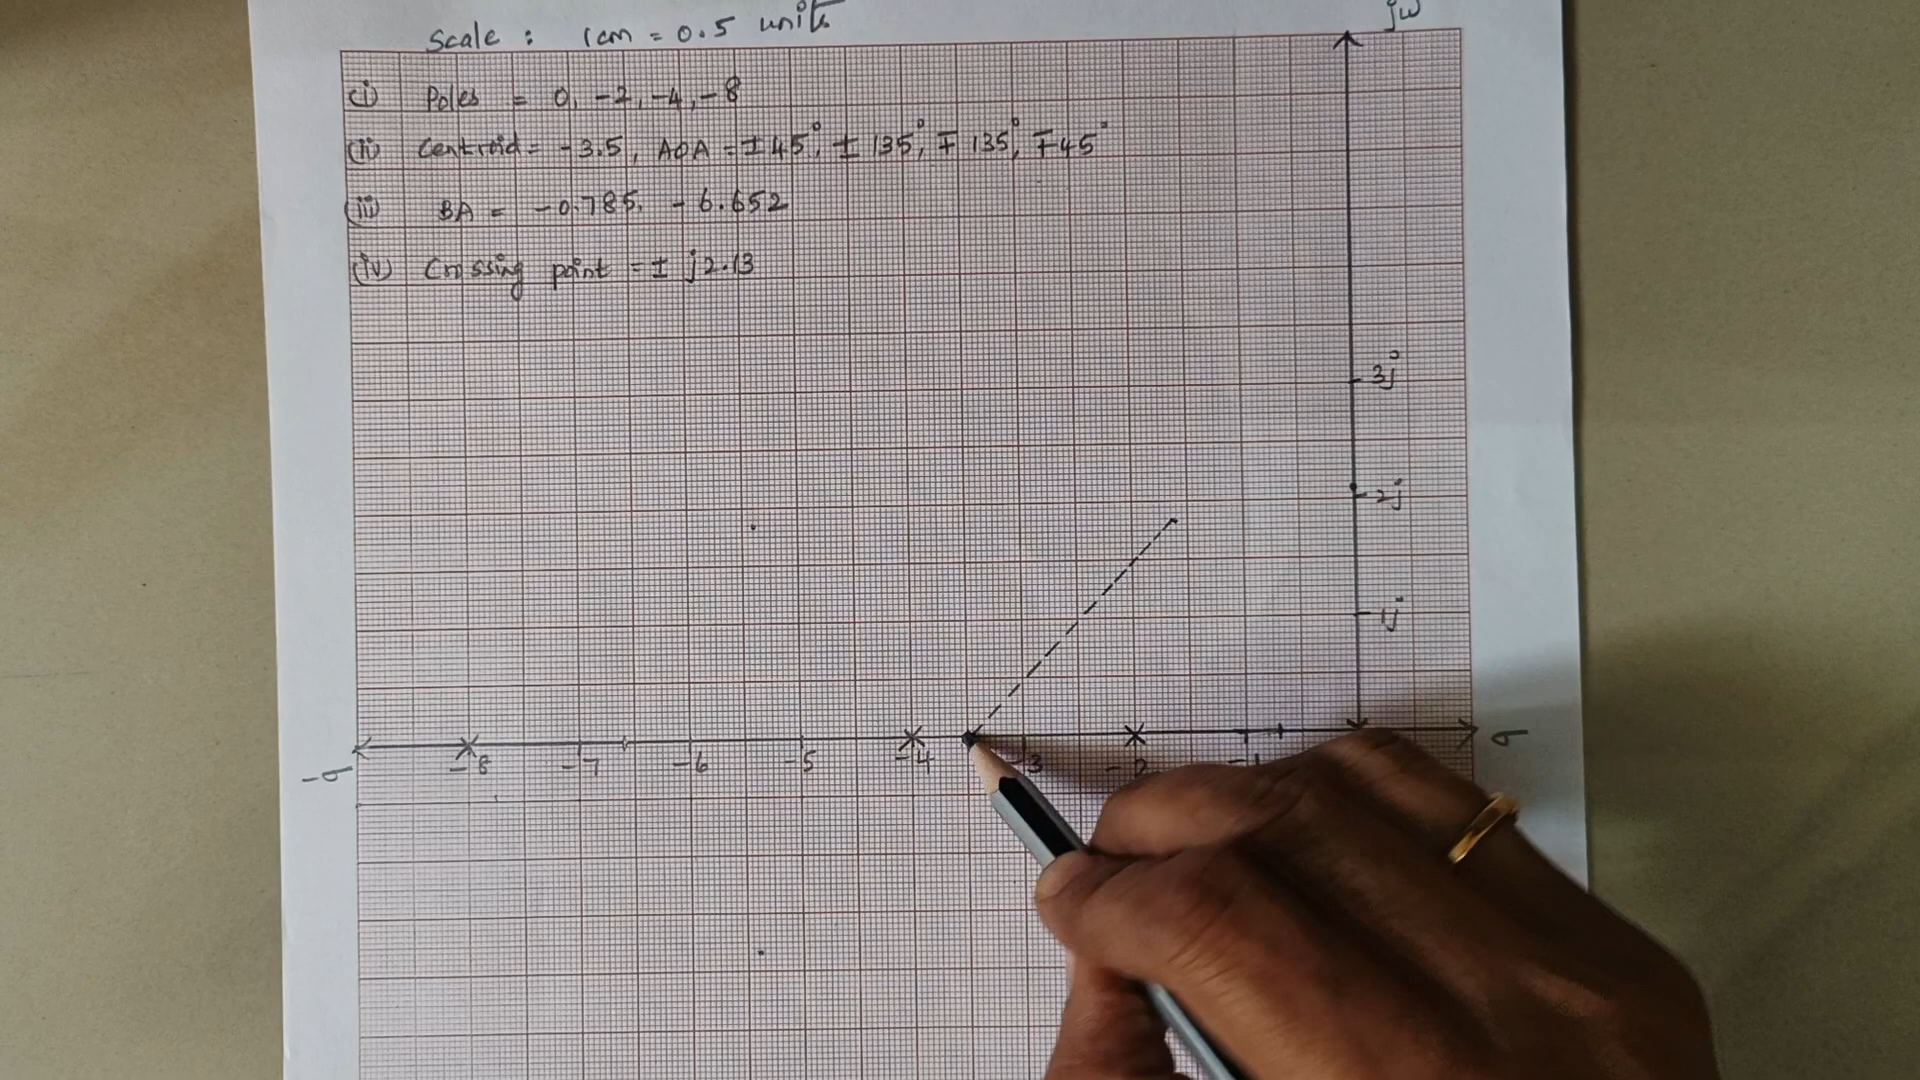 Scale : 1cm = 0.5 units
jω
(i) Poles = 0, -2, -4, -8
(ii) Centroid = -3.5, AOA = ±45°, ±135°, ∓135°, ∓45°
(iii) BA = -0.785, -6.652
(iv) Crossing point = ± j2.13
3j
2j
1j
-σ -8 -7 -6 -5 -4 -3 -2 -1 σ